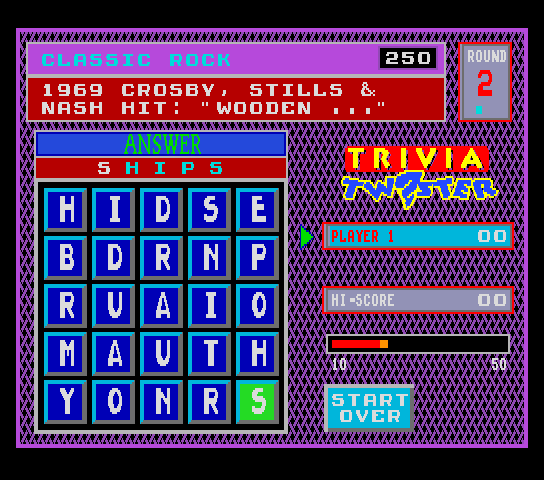 CLASSIC ROCK 250
ROUND
2
1969 CROSBY, STILLS &
NASH HIT: "WOODEN ..."
ANSWER
SHIPS
H I D S E
B D R N P
R U A I O
M A U T H
Y O N R S
TRIVIA
TWISTER
PLAYER 1 00
HI-SCORE 00
10 50
START
OVER